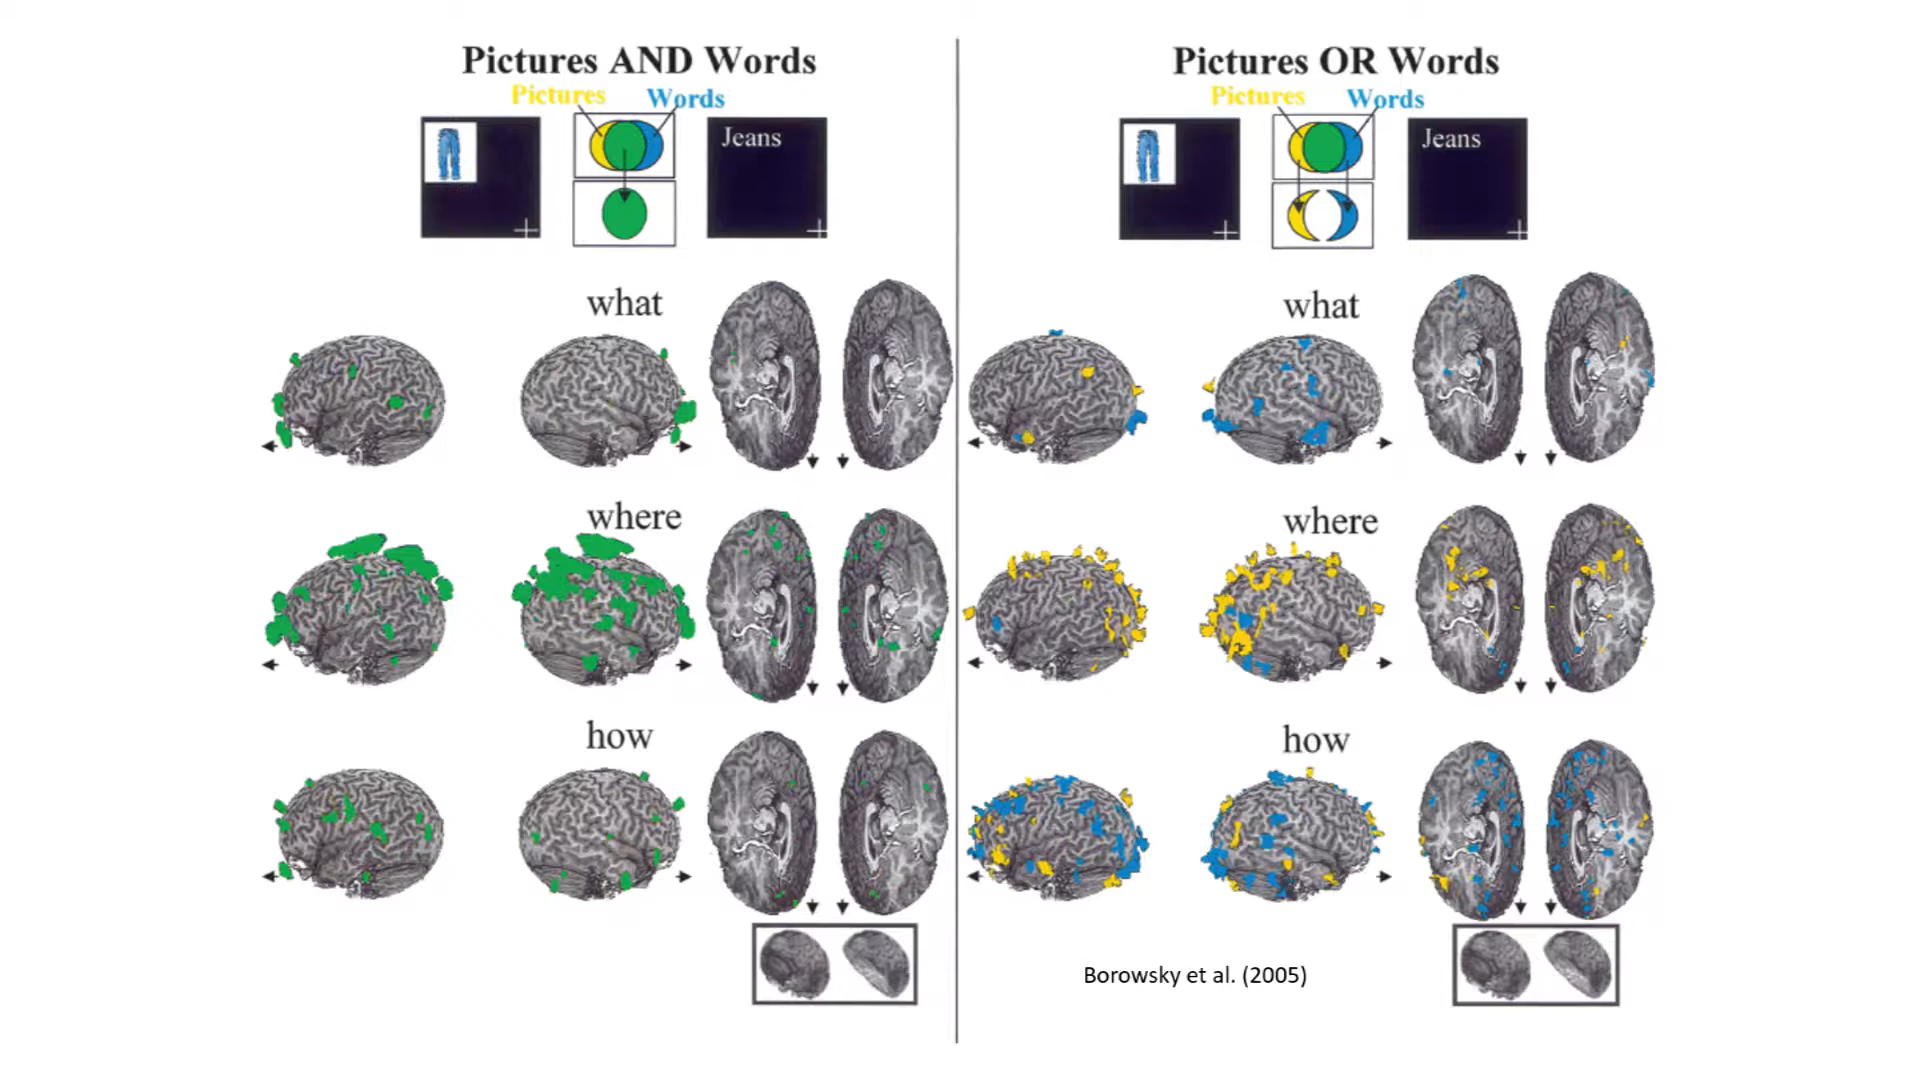 Pictures AND Words
Pictures Words
Jeans
what
where
how
Pictures OR Words
Pictures Words
Jeans
what
where
how
Borowsky et al. (2005)